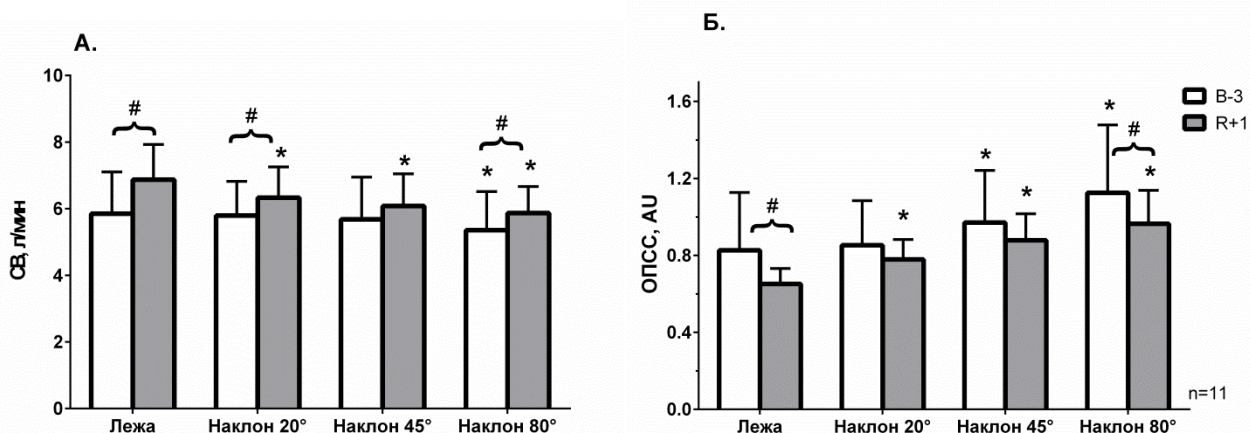 А.
СВ, л/мин
10
8
6
4
2
0
#
#
*
*
#
*
*
Лежа
Наклон 20°
Наклон 45°
Наклон 80°
Б.
ОПСС, AU
1.6
1.2
0.8
0.4
0.0
#
*
*
*
*
#
*
Лежа
Наклон 20°
Наклон 45°
Наклон 80°
B-3
R+1
n=11